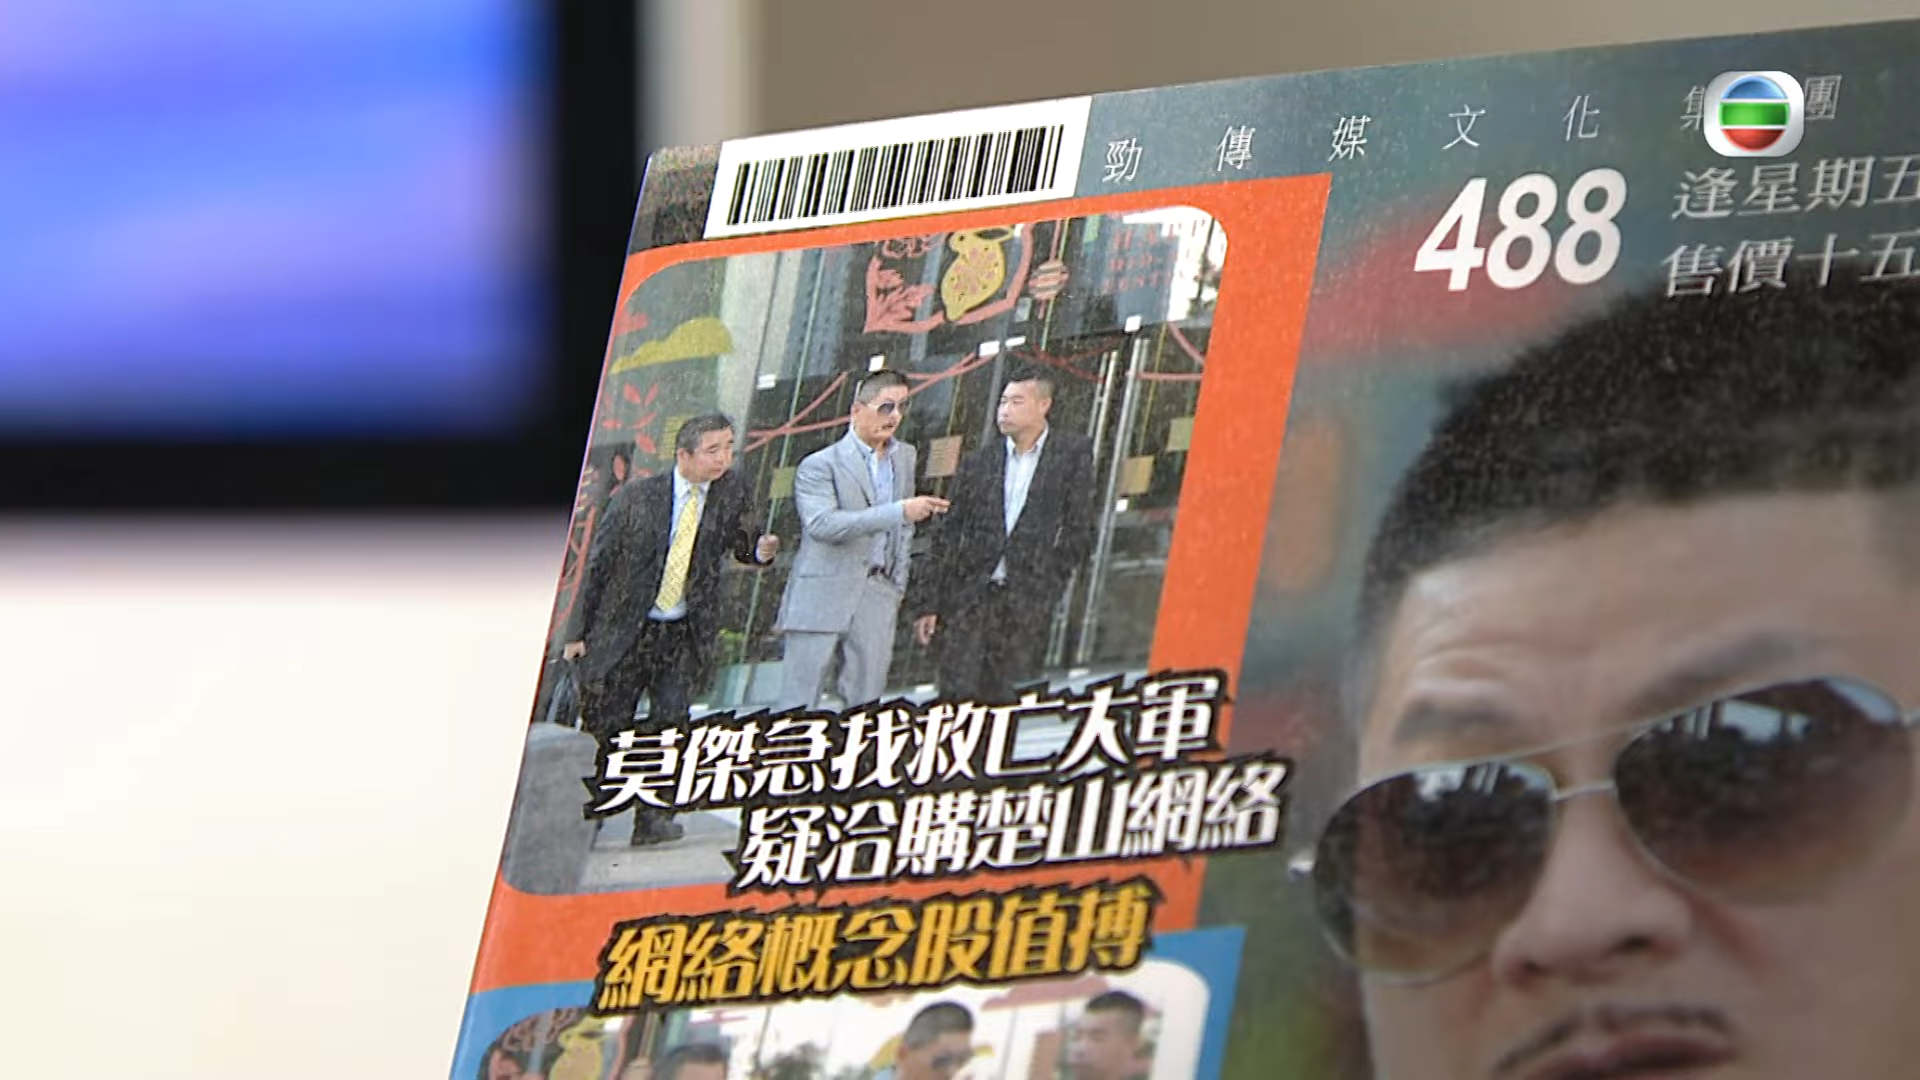 勁傳媒文化集團
488
逢星期五
售價十五
莫傑急找救亡大軍
疑洽購楚山網絡
網絡概念股值搏